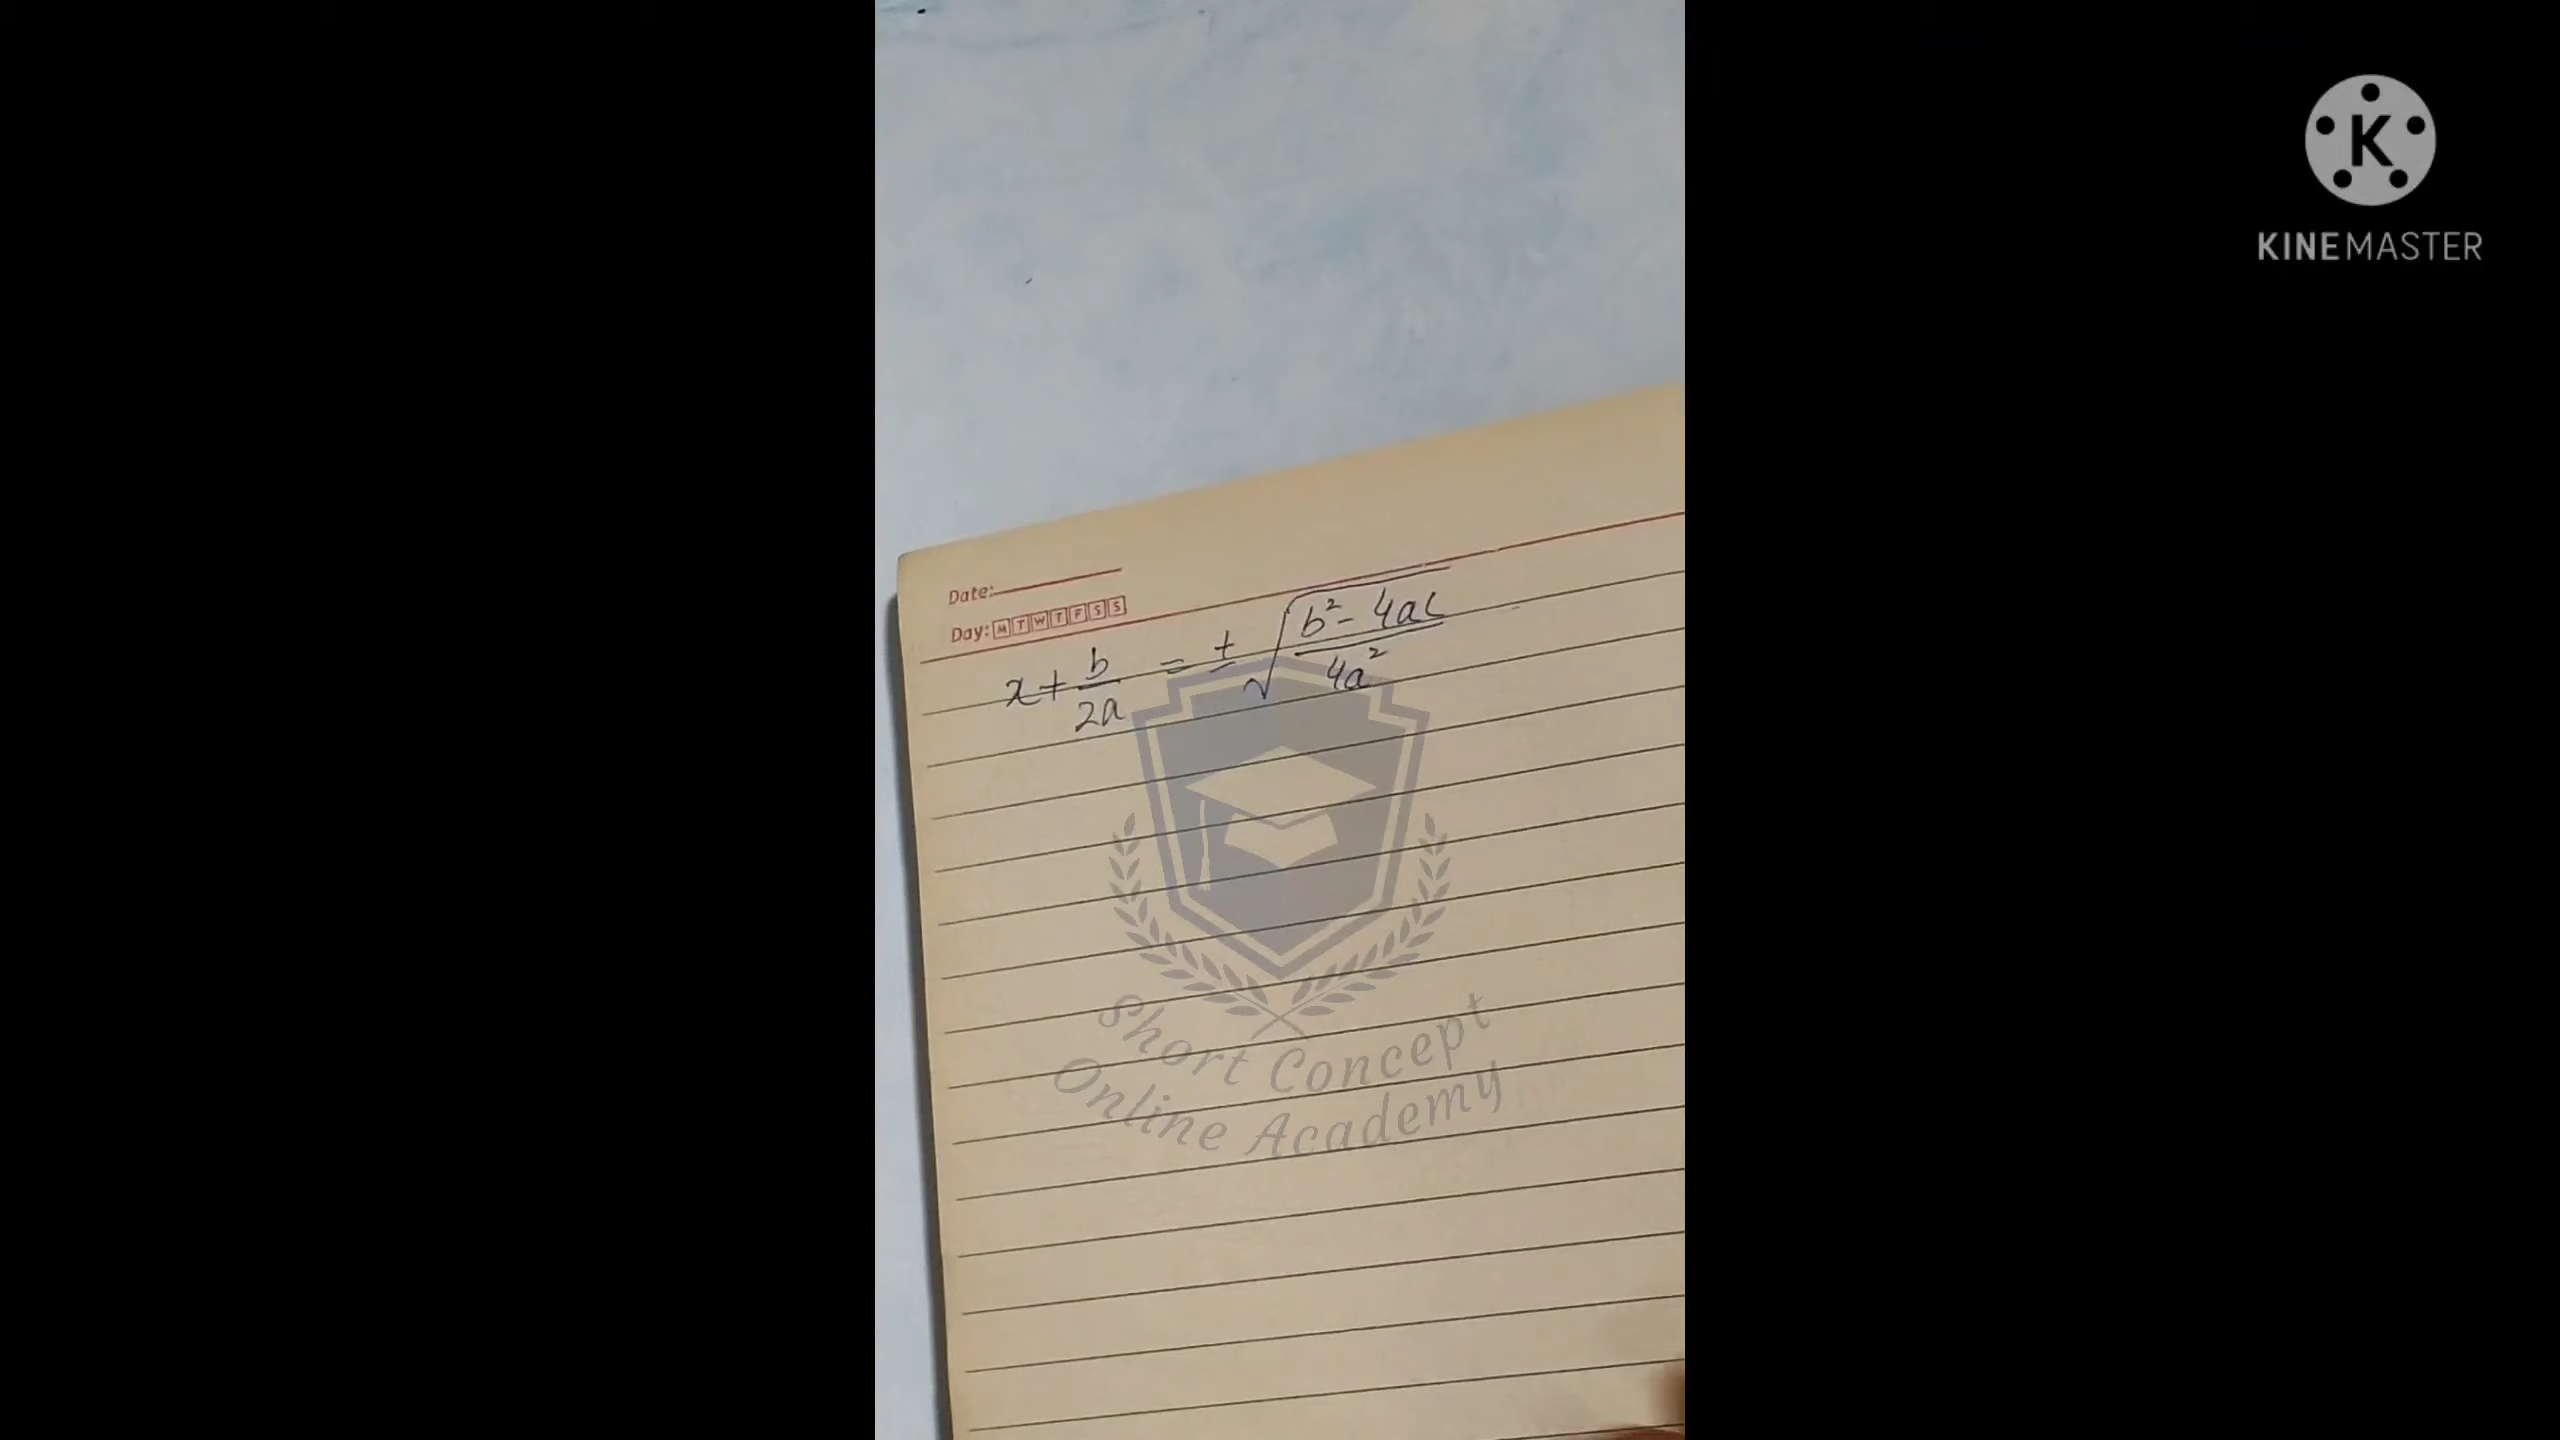 KINEMASTER
Date:
Day: M T W T F S S
x + b/2a = ± √(b² - 4ac / 4a²)
Short Concept
Online Academy